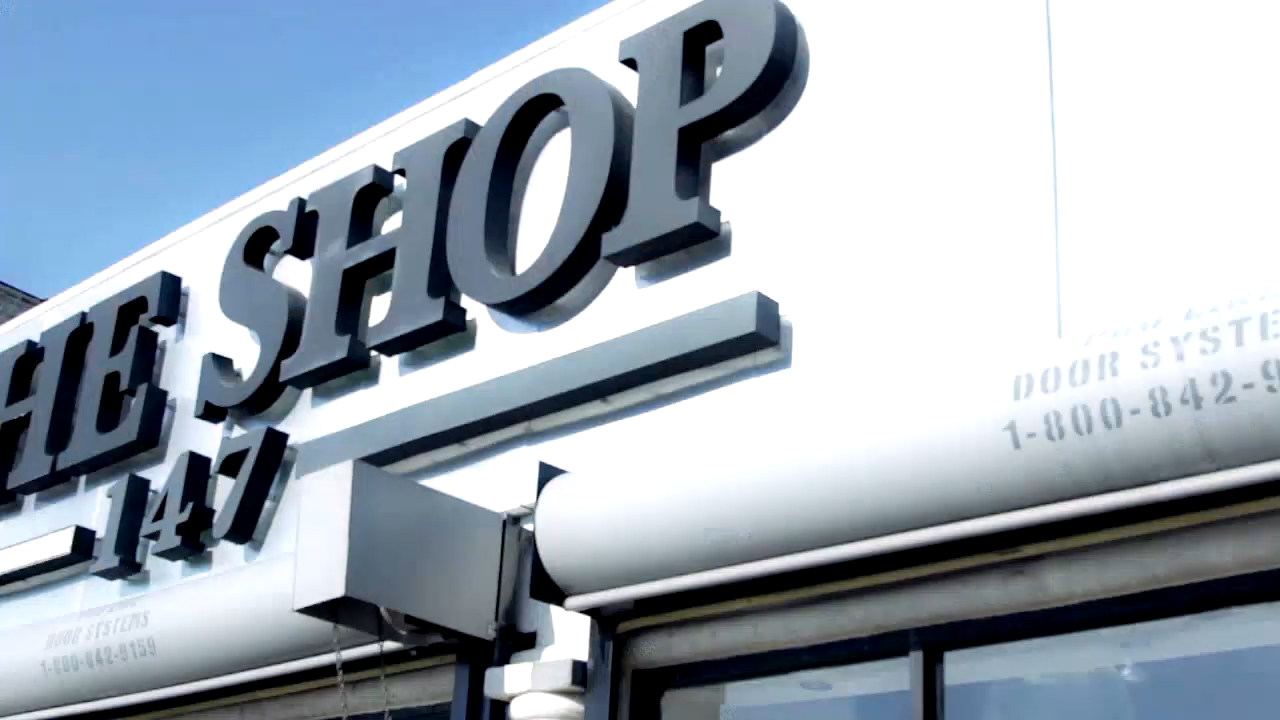 HE SHOP
147
DOOR SYSTE
1-800-842-9
DOOR SYSTEMS
1-800-842-9159